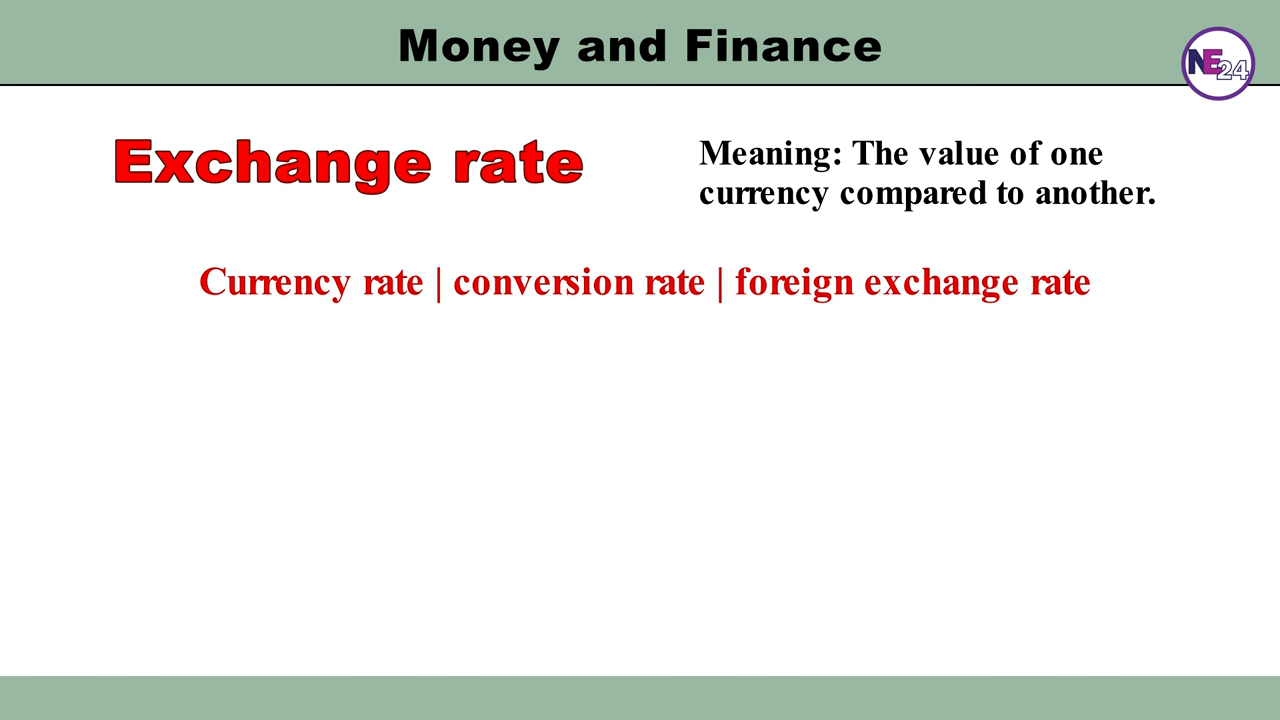 Money and Finance
NE24
Exchange rate
Meaning: The value of one
currency compared to another.
Currency rate | conversion rate | foreign exchange rate